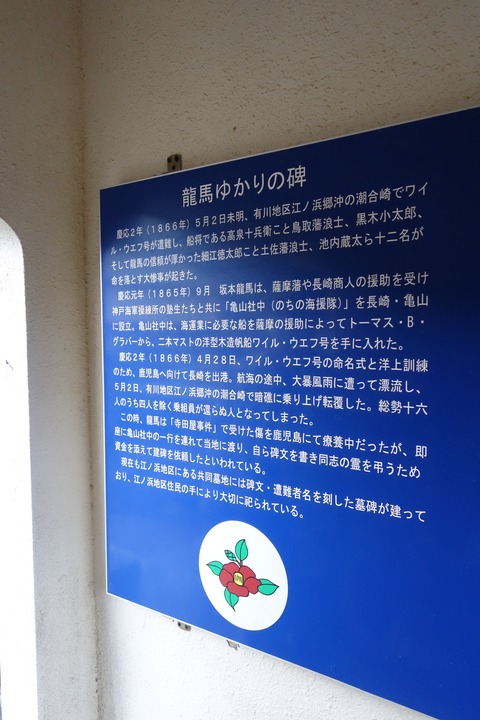 龍馬ゆかりの碑
慶応2年(1866年)5月2日未明、有川地区江ノ浜郷沖の潮合崎でワイ
ル・ウエフ号が遭難し、船将である高泉十兵衛こと鳥取藩浪士、黒木小太郎、
そして龍馬の信頼が厚かった細江徳太郎こと土佐藩浪士、池内蔵太ら十二名が
命を落とす大惨事が起きた。
慶応元年(1865年)9月 坂本龍馬は、薩摩藩や長崎商人の援助を受け
神戸海軍操練所の塾生たちと共に「亀山社中(のちの海援隊)」を長崎・亀山
に設立。亀山社中は、海運業に必要な船を薩摩の援助によってトーマス・B・
グラバーから、二本マストの洋型木造帆船ワイル・ウエフ号を手に入れた。
慶応2年(1866年)4月28日、ワイル・ウエフ号の命名式と洋上訓練
のため、鹿児島へ向けて長崎を出港。航海の途中、大暴風雨に遭って漂流し、
5月2日、有川地区江ノ浜郷沖の潮合崎で暗礁に乗り上げ転覆した。総勢十六
人のうち四人を除く乗組員が還らぬ人となってしまった。
この時、龍馬は「寺田屋事件」で受けた傷を鹿児島にて療養中だったが、即
座に亀山社中の一行を連れて当地に渡り、自ら碑文を書き同志の霊を弔うため
資金を添えて建碑を依頼したといわれている。
現在も江ノ浜地区にある共同墓地には碑文・遭難者名を刻した墓碑が建って
おり、江ノ浜地区住民の手により大切に祀られている。